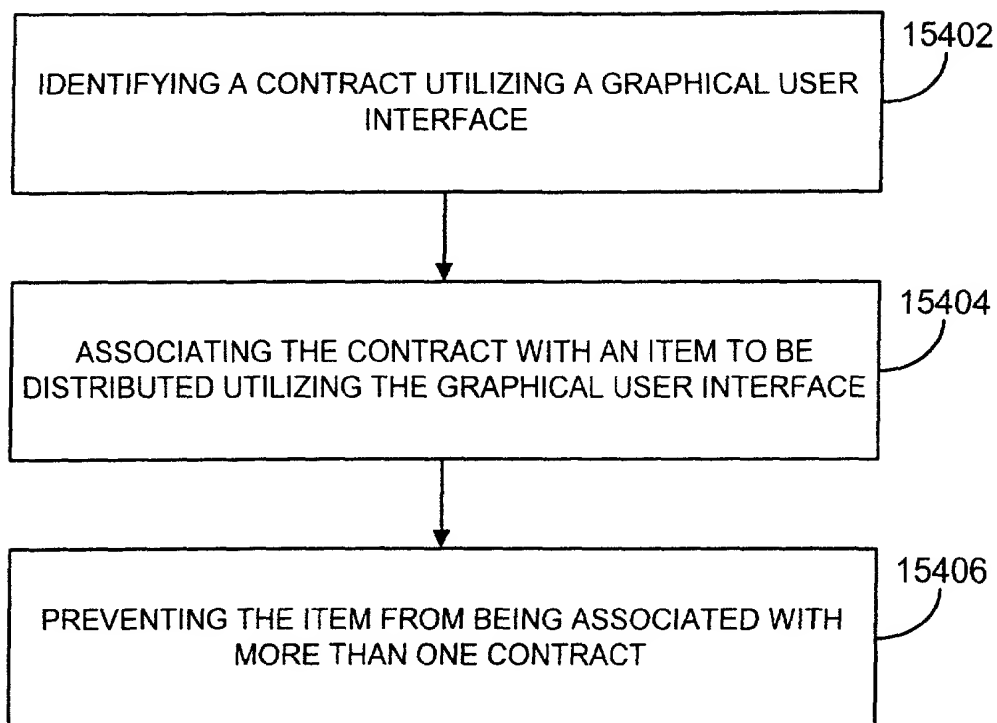 15402
IDENTIFYING A CONTRACT UTILIZING A GRAPHICAL USER
INTERFACE
15404
ASSOCIATING THE CONTRACT WITH AN ITEM TO BE
DISTRIBUTED UTILIZING THE GRAPHICAL USER INTERFACE
15406
PREVENTING THE ITEM FROM BEING ASSOCIATED WITH
MORE THAN ONE CONTRACT